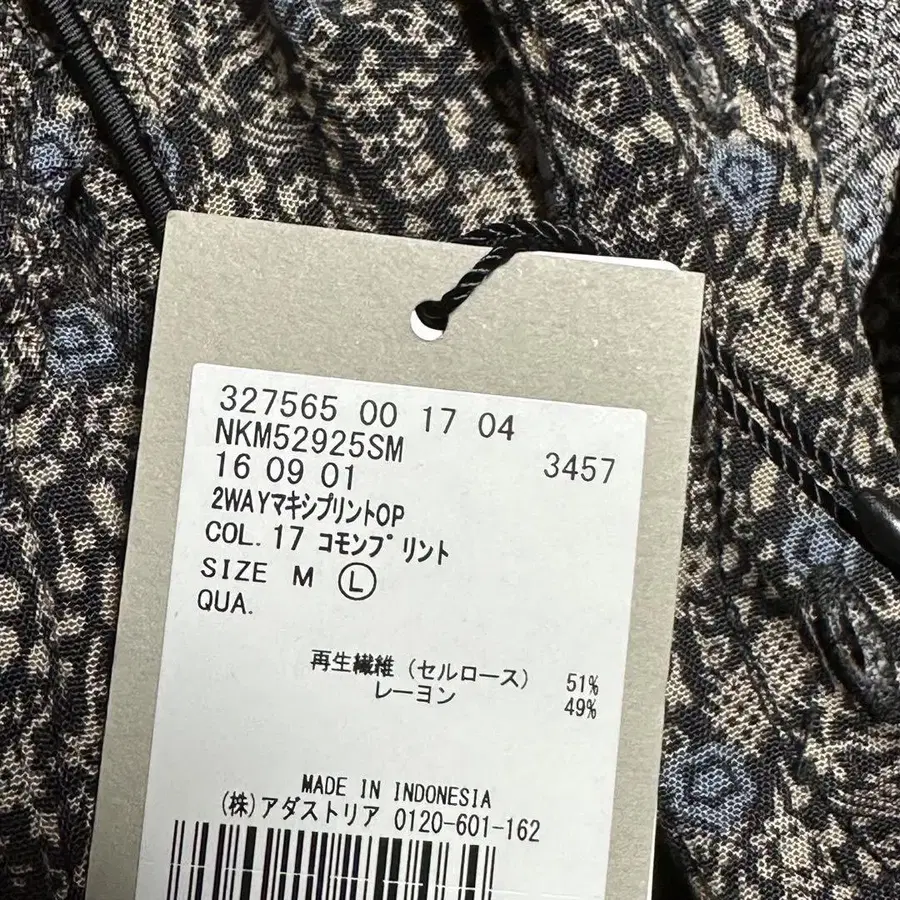 327565 00 17 04
NKM52925SM
16 09 01 3457
2WAYマキシプリントOP
COL.17 コモンプリント
SIZE M Ⓛ
QUA.
再生繊維(セルロース) 51%
レーヨン 49%
MADE IN INDONESIA
(株)アダストリア 0120-601-162